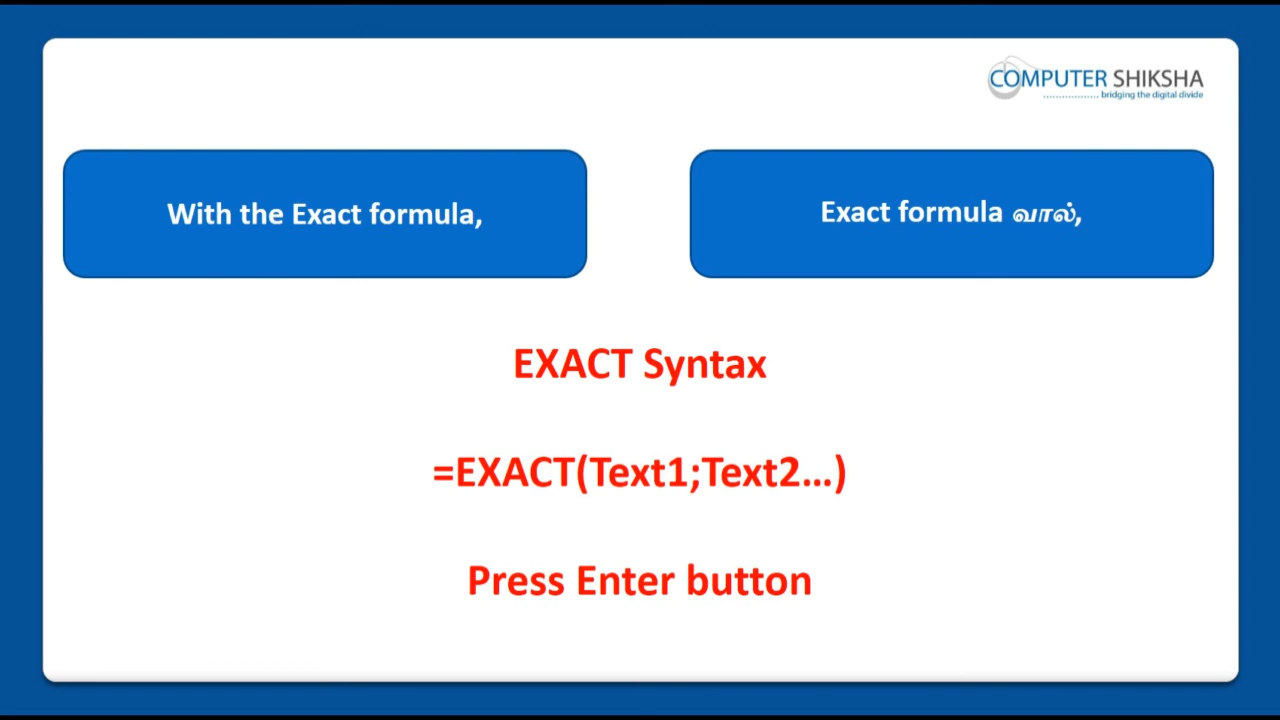 COMPUTER SHIKSHA
bridging the digital divide
With the Exact formula,
Exact formula வால்,
EXACT Syntax
=EXACT(Text1;Text2...)
Press Enter button